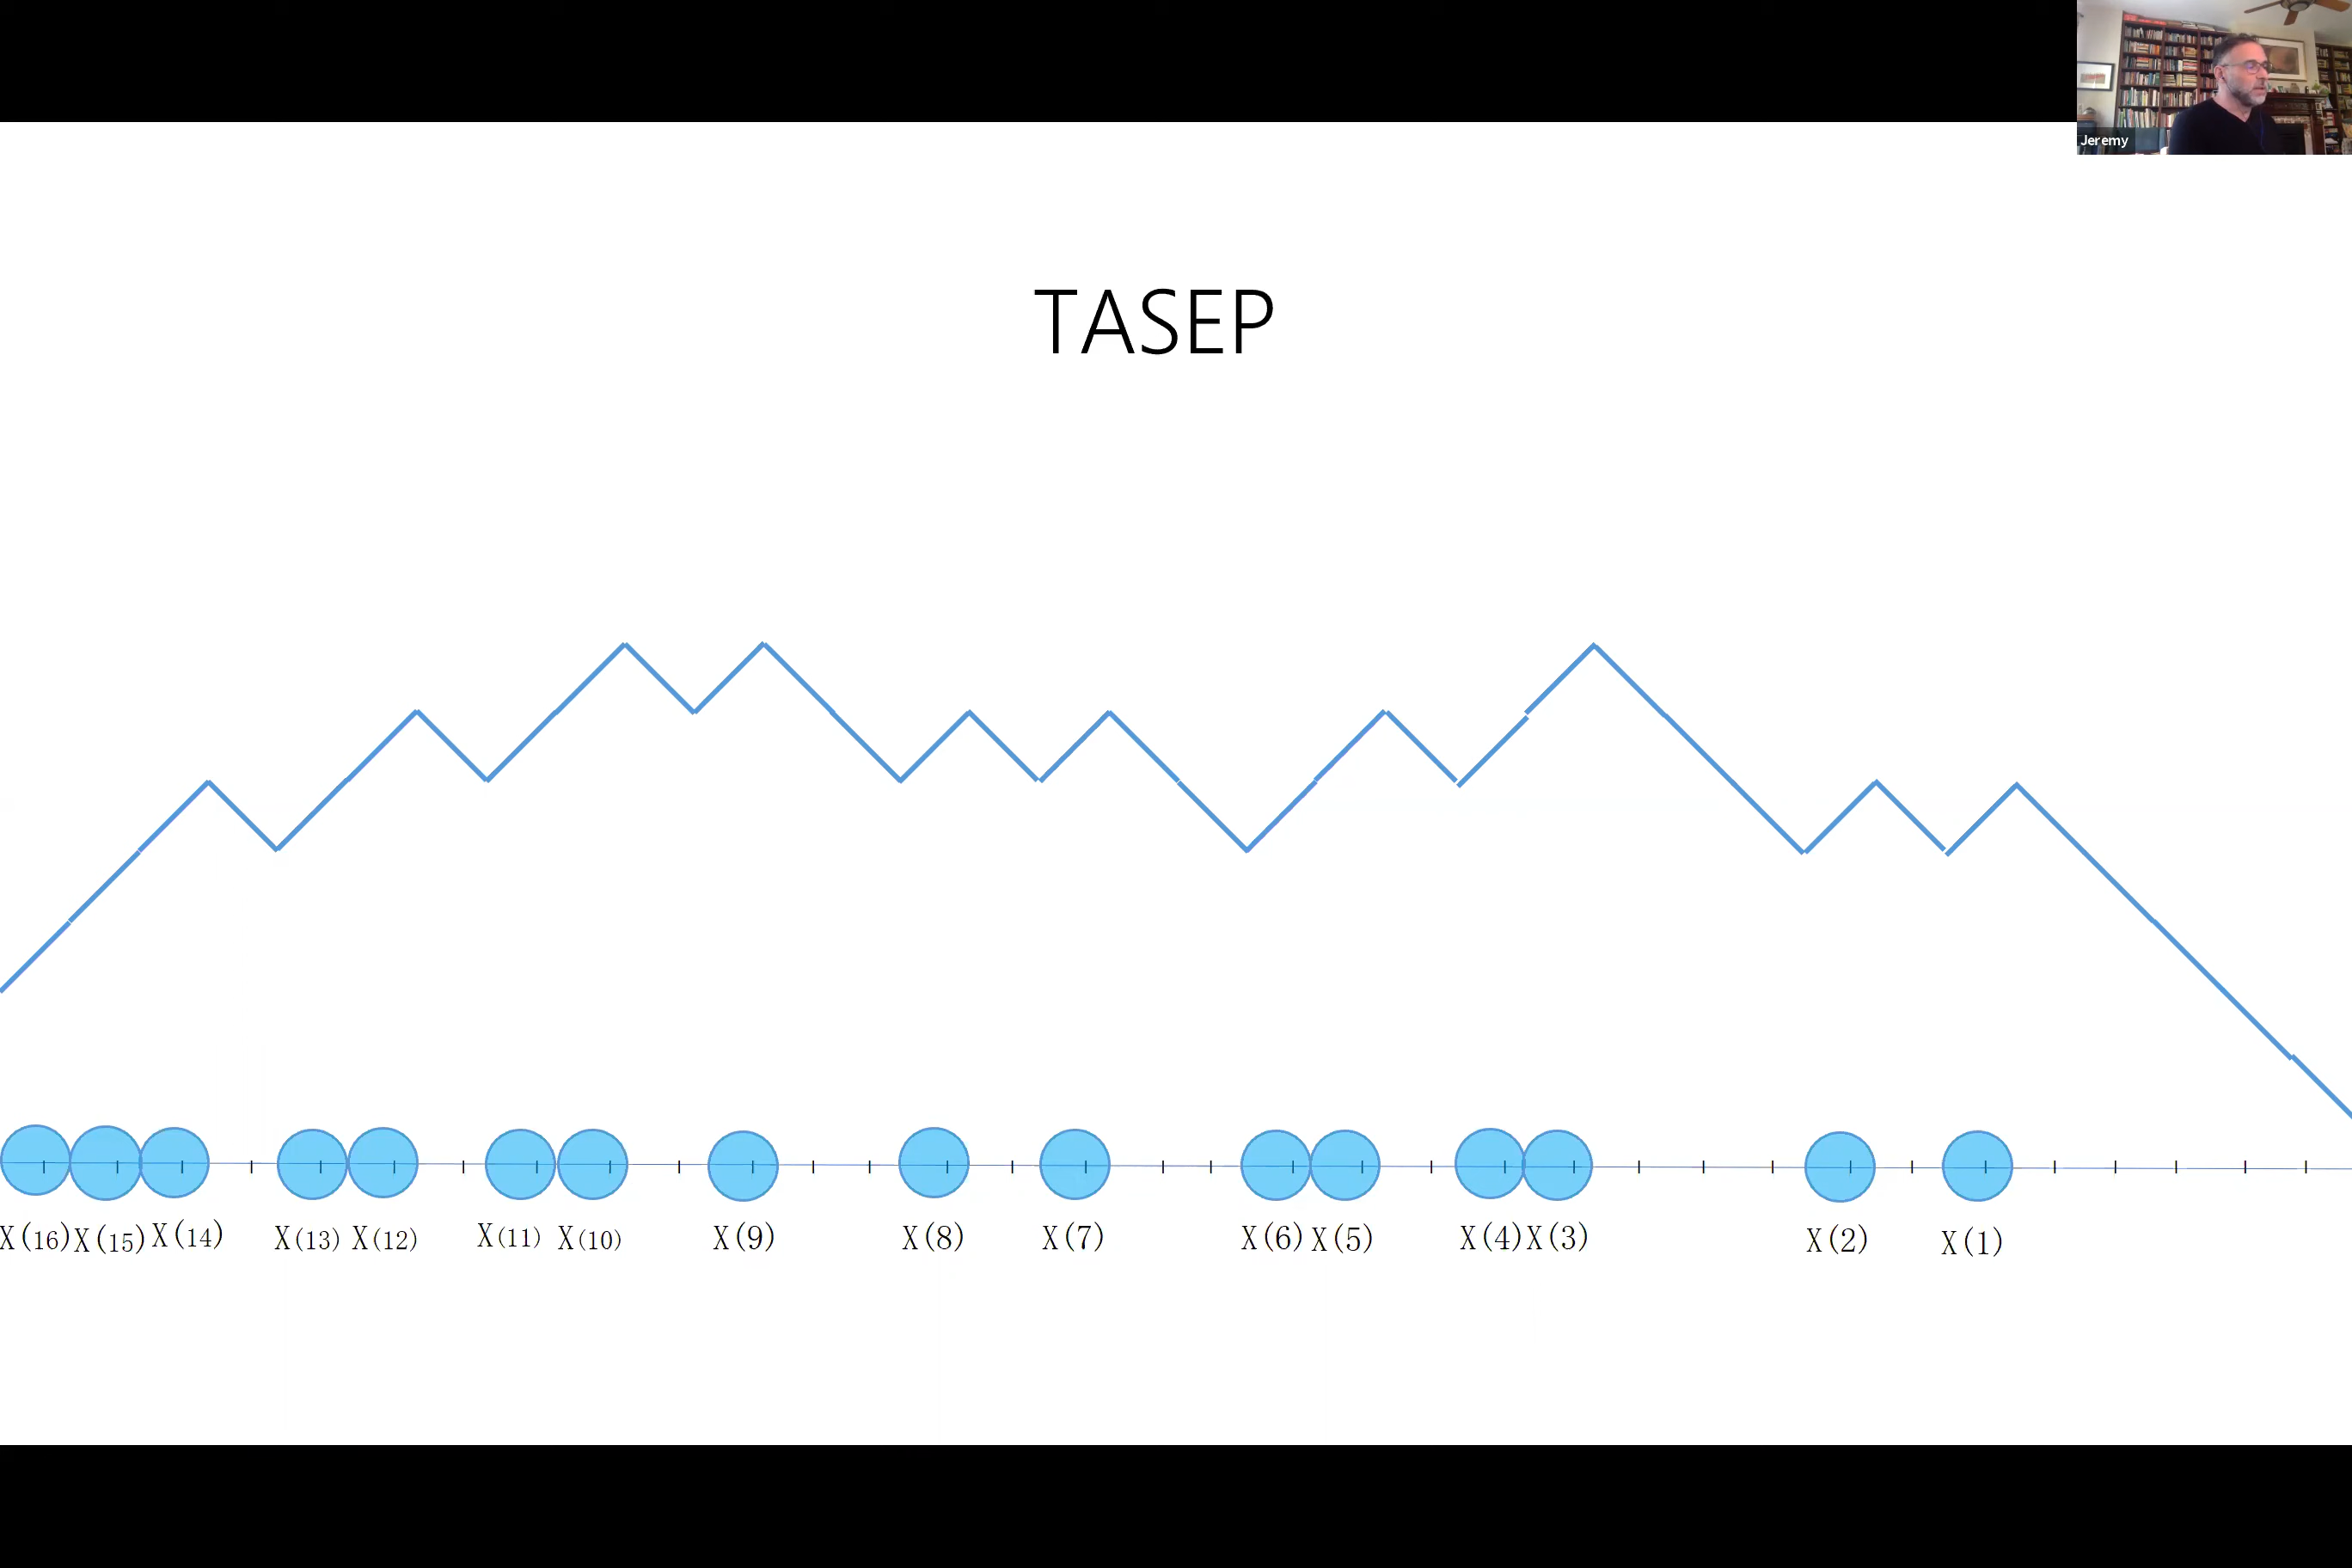 Jeremy
TASEP
X(16) X(15) X(14) X(13) X(12) X(11) X(10) X(9) X(8) X(7) X(6) X(5) X(4) X(3) X(2) X(1)